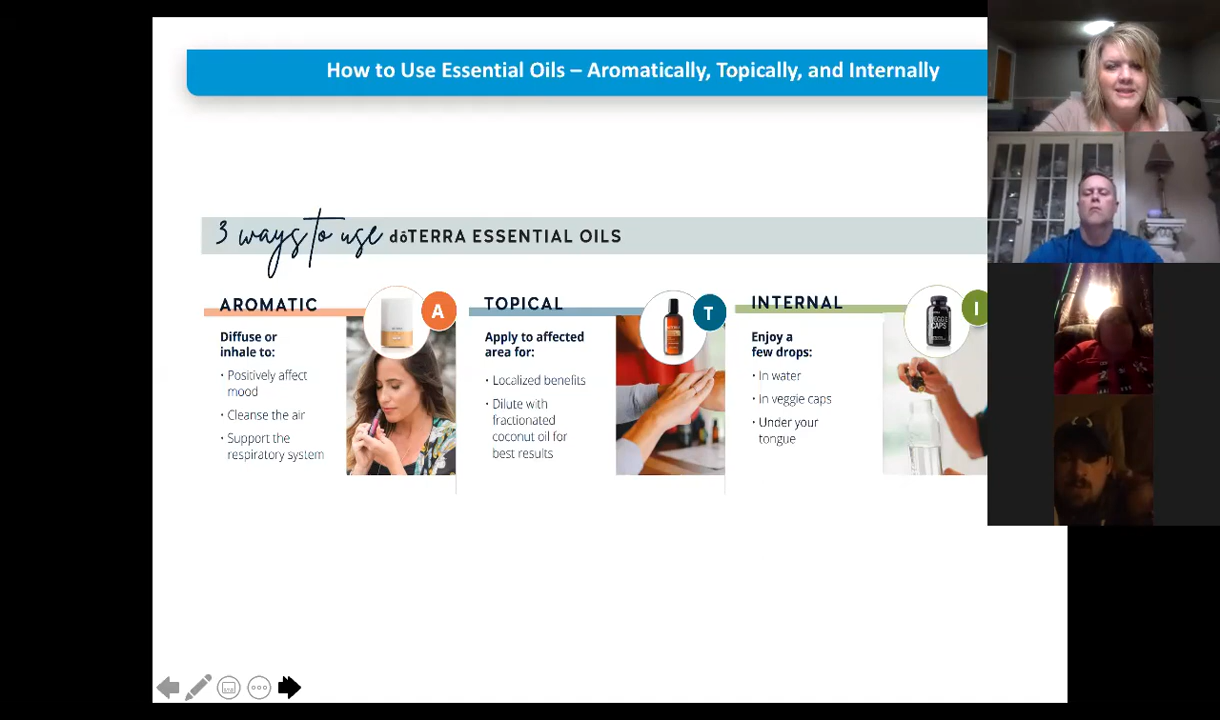 How to Use Essential Oils – Aromatically, Topically, and Internally
3 ways to use dōTERRA ESSENTIAL OILS
AROMATIC
A
Diffuse or
inhale to:
· Positively affect
mood
· Cleanse the air
· Support the
respiratory system
TOPICAL
T
Apply to affected
area for:
· Localized benefits
· Dilute with
fractionated
coconut oil for
best results
INTERNAL
I
VEGGIE
CAPS
Enjoy a
few drops:
· In water
· In veggie caps
· Under your
tongue